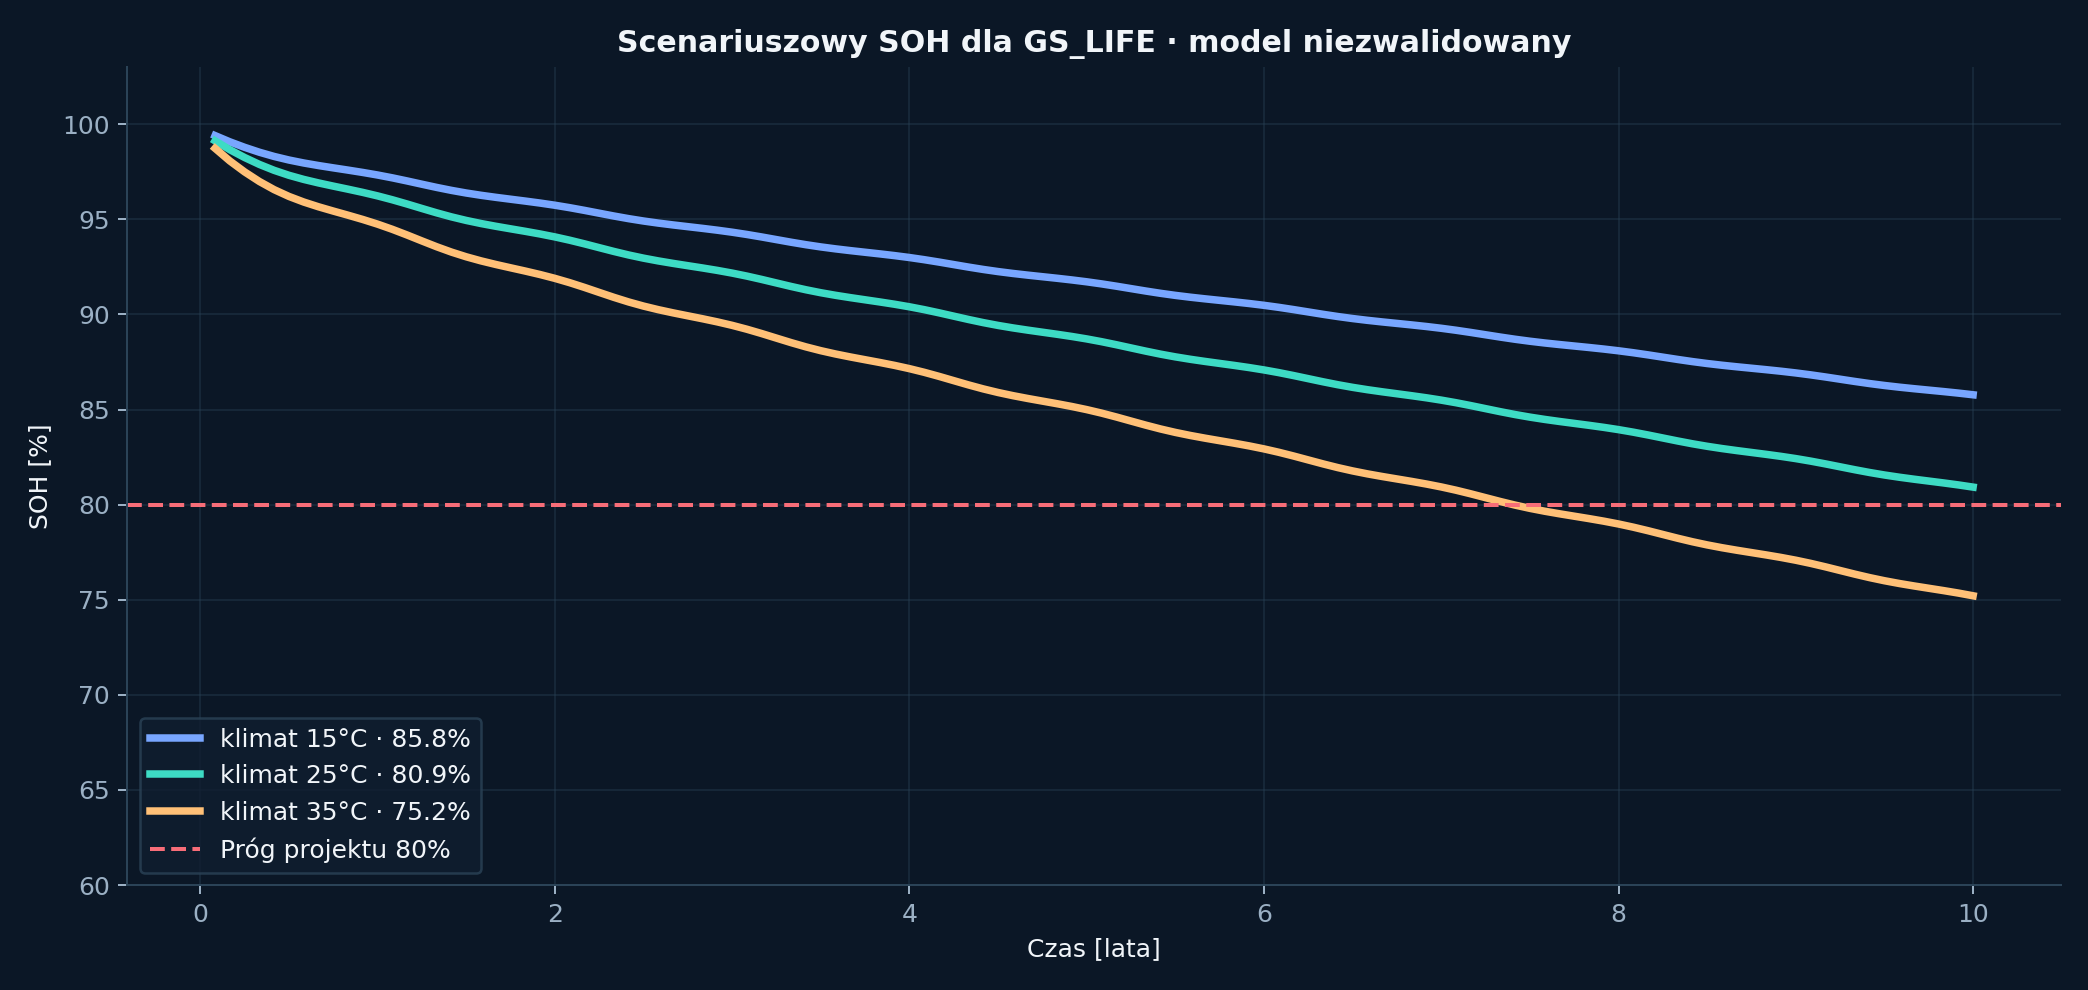 Scenariuszowy SOH dla GS_LIFE · model niezwalidowany
SOH [%]
100
95
90
85
80
75
70
65
60
klimat 15°C · 85.8%
klimat 25°C · 80.9%
klimat 35°C · 75.2%
Próg projektu 80%
0 2 4 6 8 10
Czas [lata]